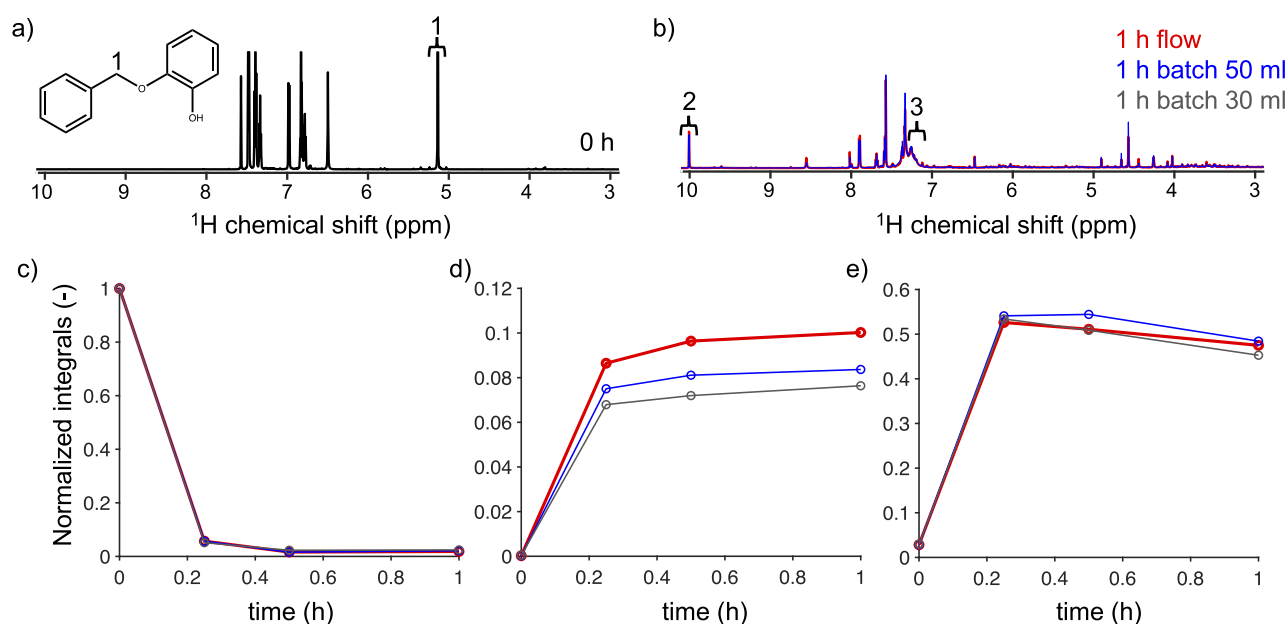 a)
1
1
O
OH
0 h
10 9 8 7 6 5 4 3
¹H chemical shift (ppm)
b)
1 h flow
1 h batch 50 ml
1 h batch 30 ml
2
3
10 9 8 7 6 5 4 3
¹H chemical shift (ppm)
c)
Normalized integrals (-)
1
0.8
0.6
0.4
0.2
0
0 0.2 0.4 0.6 0.8 1
time (h)
d)
0.12
0.1
0.08
0.06
0.04
0.02
0
0 0.2 0.4 0.6 0.8 1
time (h)
e)
0.6
0.5
0.4
0.3
0.2
0.1
0
0 0.2 0.4 0.6 0.8 1
time (h)